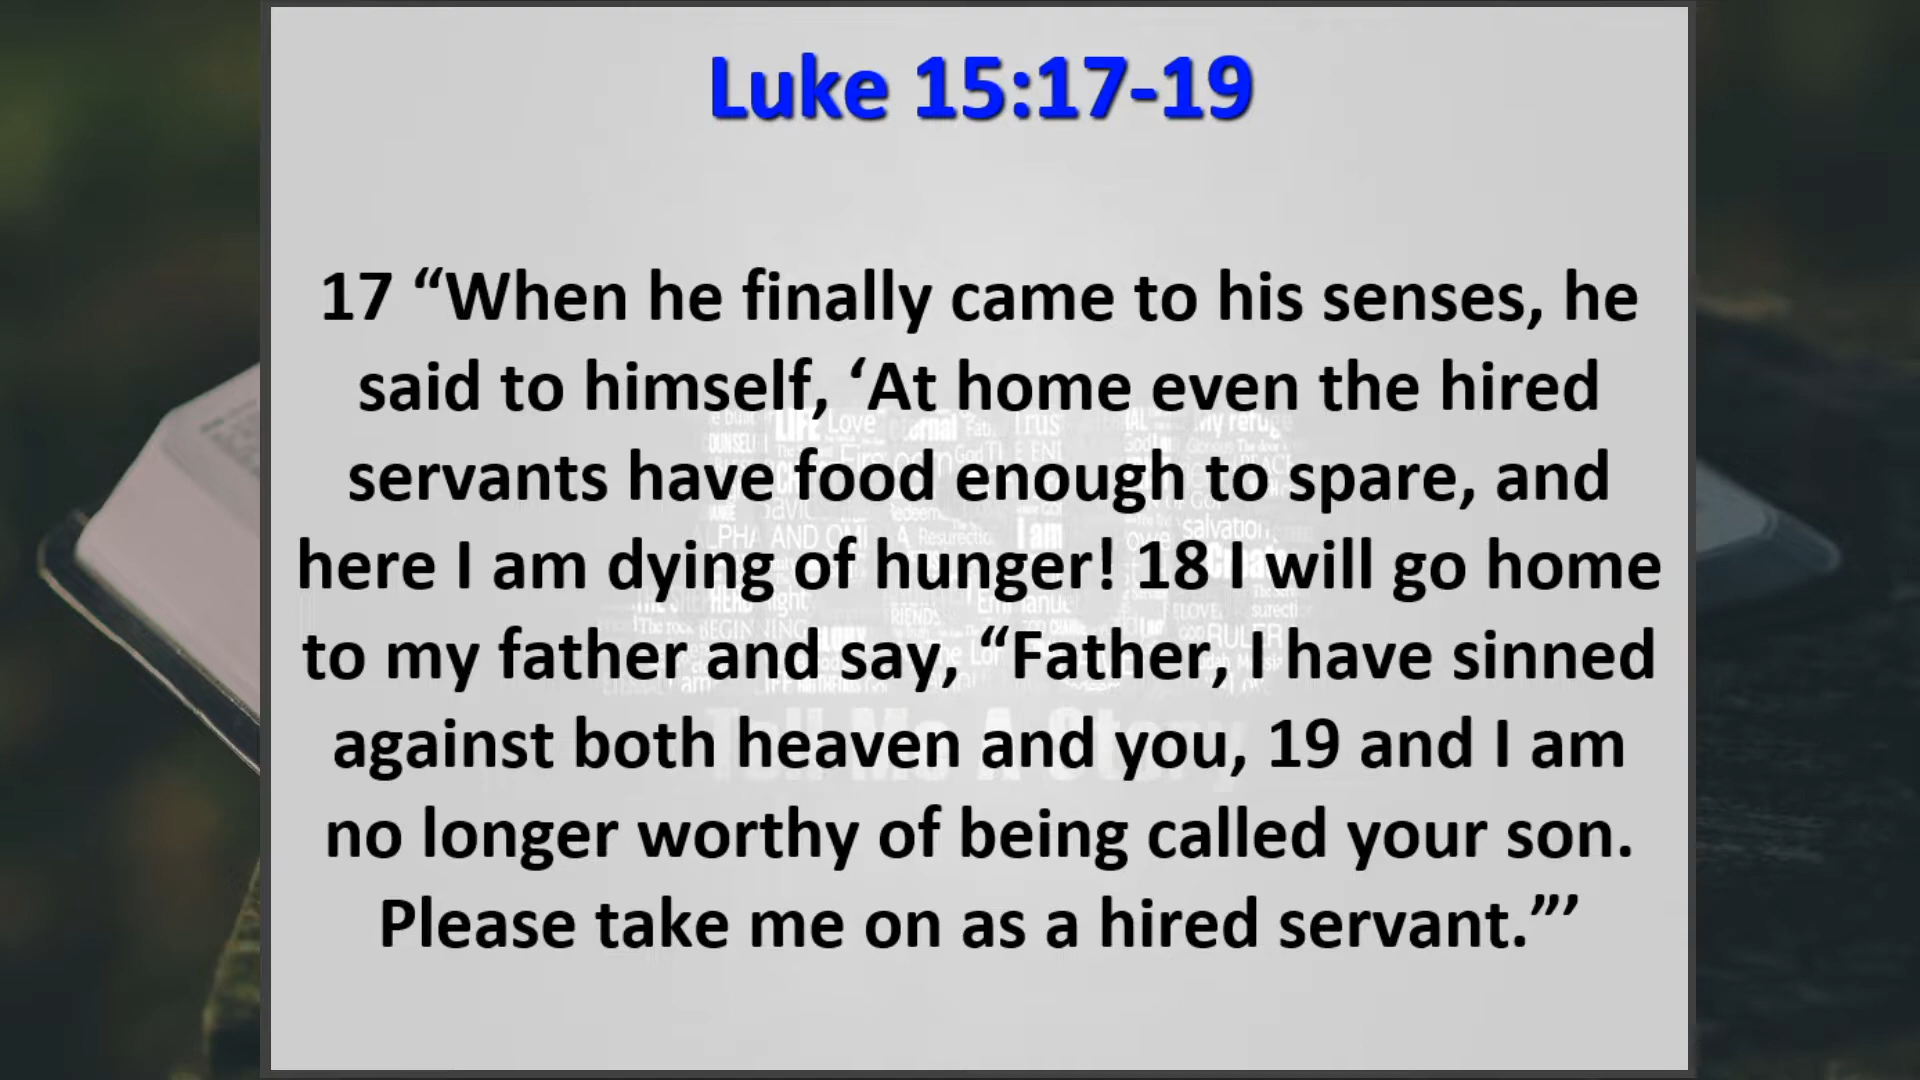 Luke 15:17-19
17 “When he finally came to his senses, he
said to himself, ‘At home even the hired
servants have food enough to spare, and
here I am dying of hunger! 18 I will go home
to my father and say, “Father, I have sinned
against both heaven and you, 19 and I am
no longer worthy of being called your son.
Please take me on as a hired servant.”’
Tell Me A Story